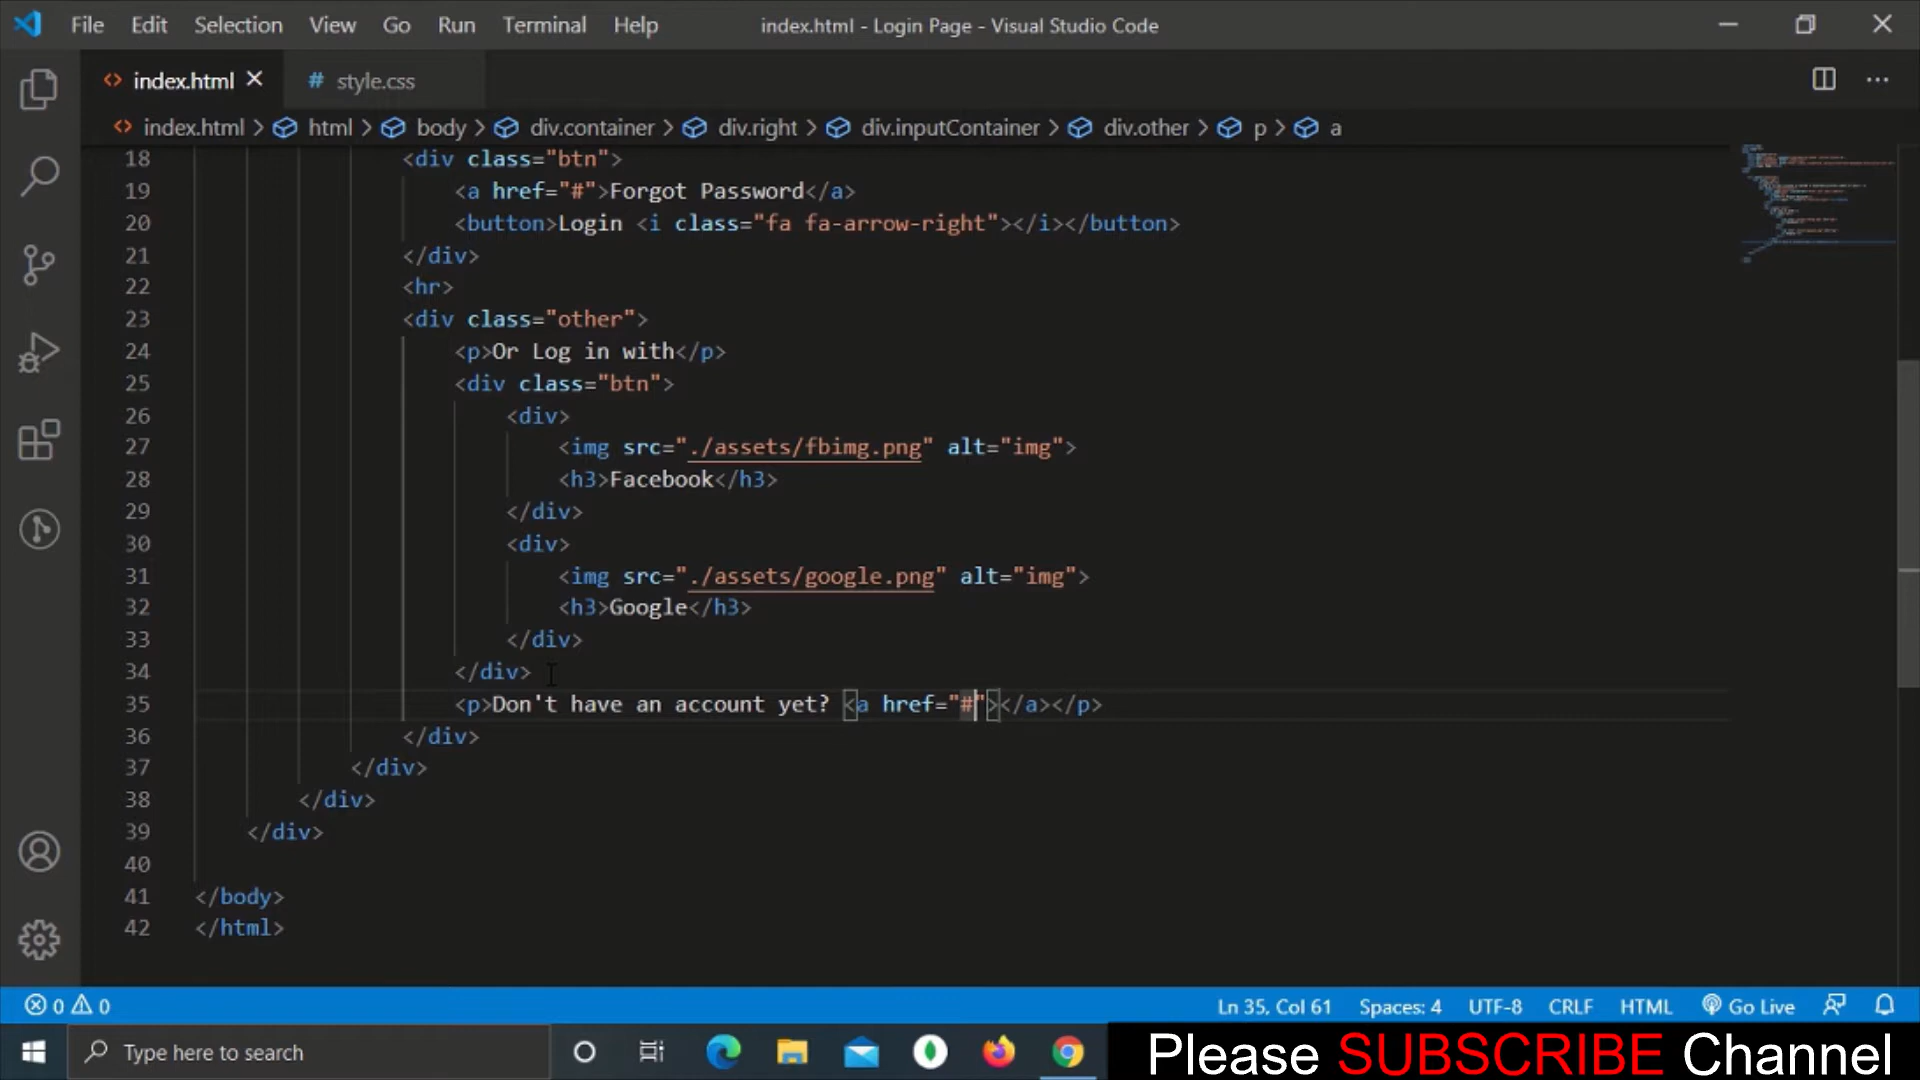 File Edit Selection View Go Run Terminal Help index.html - Login Page - Visual Studio Code
index.html style.css
index.html > html > body > div.container > div.right > div.inputContainer > div.other > p > a
18 <div class="btn">
19 <a href="#">Forgot Password</a>
20 <button>Login <i class="fa fa-arrow-right"></i></button>
21 </div>
22 <hr>
23 <div class="other">
24 <p>Or Log in with</p>
25 <div class="btn">
26 <div>
27 <img src="./assets/fbimg.png" alt="img">
28 <h3>Facebook</h3>
29 </div>
30 <div>
31 <img src="./assets/google.png" alt="img">
32 <h3>Google</h3>
33 </div>
34 </div>
35 <p>Don't have an account yet? <a href="#"></a></p>
36 </div>
37 </div>
38 </div>
39 </div>
40
41 </body>
42 </html>
0 0 Ln 35, Col 61 Spaces: 4 UTF-8 CRLF HTML Go Live
Type here to search
Please SUBSCRIBE Channel